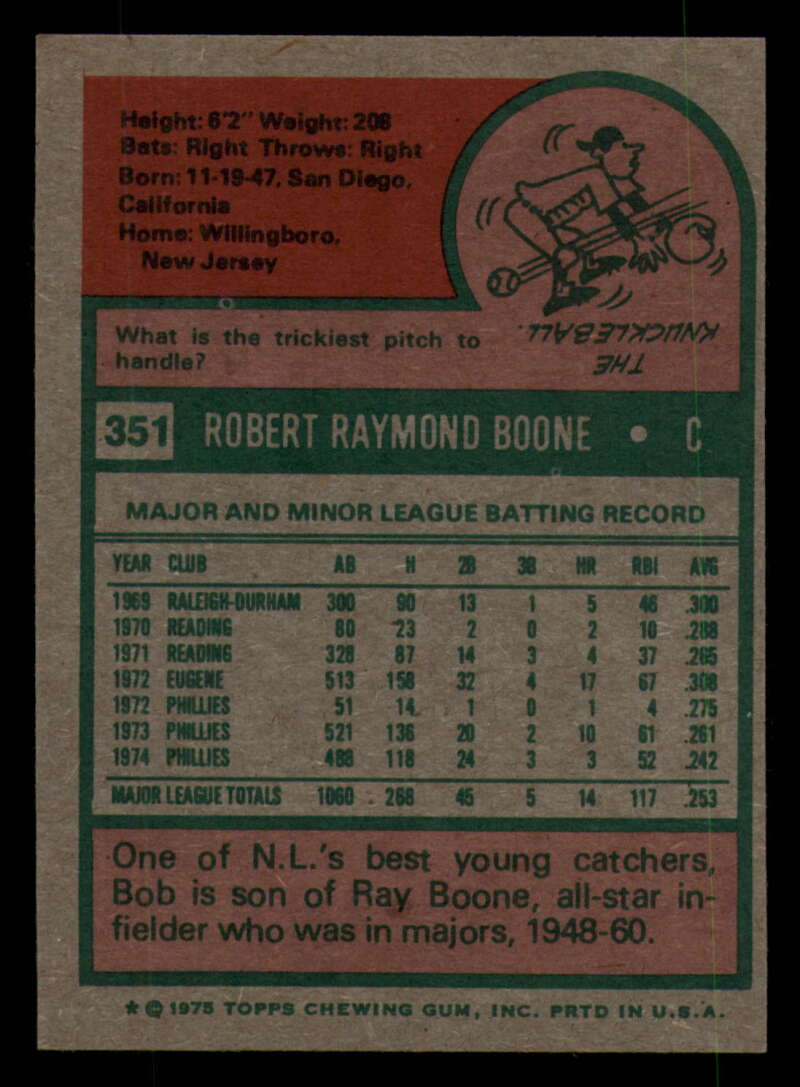 Height: 6'2" Weight: 208
Bats: Right Throws: Right
Born: 11-19-47, San Diego,
California
Home: Willingboro,
New Jersey
What is the trickiest pitch to
handle?
THE
KNUCKLEBALL.
351 ROBERT RAYMOND BOONE • C
MAJOR AND MINOR LEAGUE BATTING RECORD
YEAR CLUB AB H 2B 3B HR RBI AVG
1969 RALEIGH-DURHAM 300 90 13 1 5 46 .300
1970 READING 80 23 2 0 2 10 .288
1971 READING 328 87 14 3 4 37 .265
1972 EUGENE 513 158 32 4 17 67 .308
1972 PHILLIES 51 14 1 0 1 4 .275
1973 PHILLIES 521 136 20 2 10 61 .261
1974 PHILLIES 488 118 24 3 3 52 .242
MAJOR LEAGUE TOTALS 1060 268 45 5 14 117 .253
One of N.L.'s best young catchers,
Bob is son of Ray Boone, all-star in-
fielder who was in majors, 1948-60.
★ © 1975 TOPPS CHEWING GUM, INC. PRTD IN U.S.A.